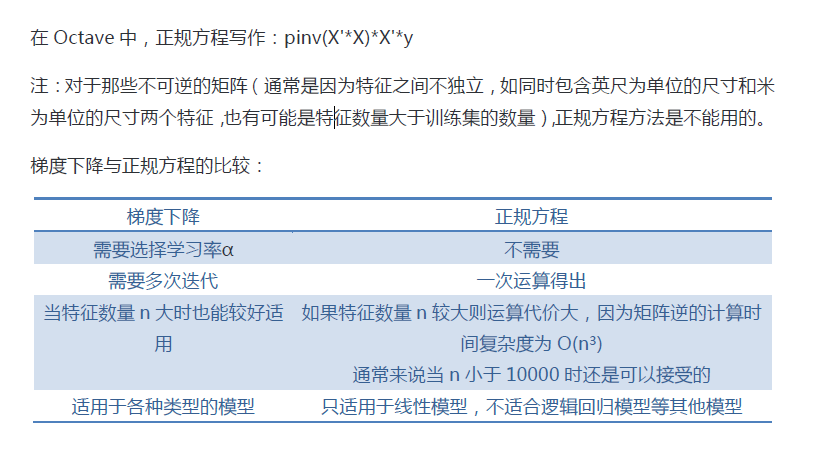 在 Octave 中，正规方程写作：pinv(X'*X)*X'*y
注：对于那些不可逆的矩阵（通常是因为特征之间不独立，如同时包含英尺为单位的尺寸和米
为单位的尺寸两个特征，也有可能是特征数量大于训练集的数量），正规方程方法是不能用的。
梯度下降与正规方程的比较：
梯度下降 正规方程
需要选择学习率α 不需要
需要多次迭代 一次运算得出
当特征数量 n 大时也能较好适 如果特征数量 n 较大则运算代价大，因为矩阵逆的计算时
用 间复杂度为 O(n³)
通常来说当 n 小于 10000 时还是可以接受的
适用于各种类型的模型 只适用于线性模型，不适合逻辑回归模型等其他模型